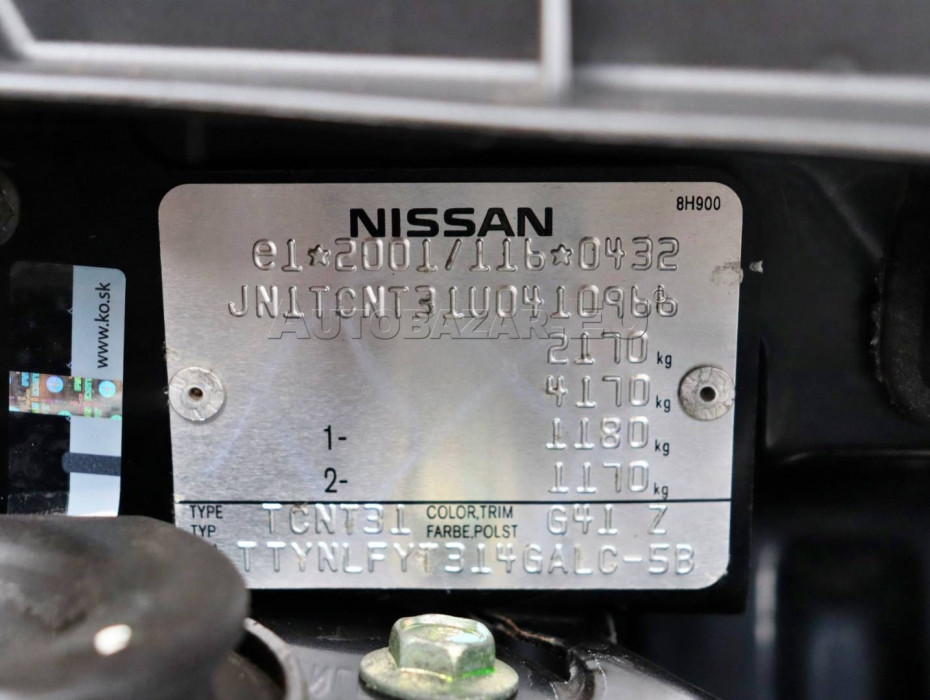 8H900
NISSAN
e1*2001/116*0432
JN1TCNT31U0410966
AUTOBAZAR.EU
2170 kg
4170 kg
1- 1180 kg
2- 1170 kg
TYPE TCNT31 COLOR,TRIM G41 Z
TYP FARBE,POLST
TTYNLFYT314GALC-5B
www.ko.sk